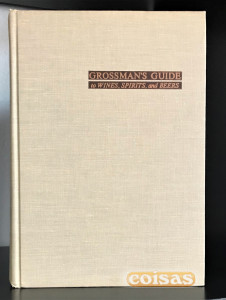 GROSSMAN'S GUIDE
to WINES, SPIRITS, and BEERS
coisas